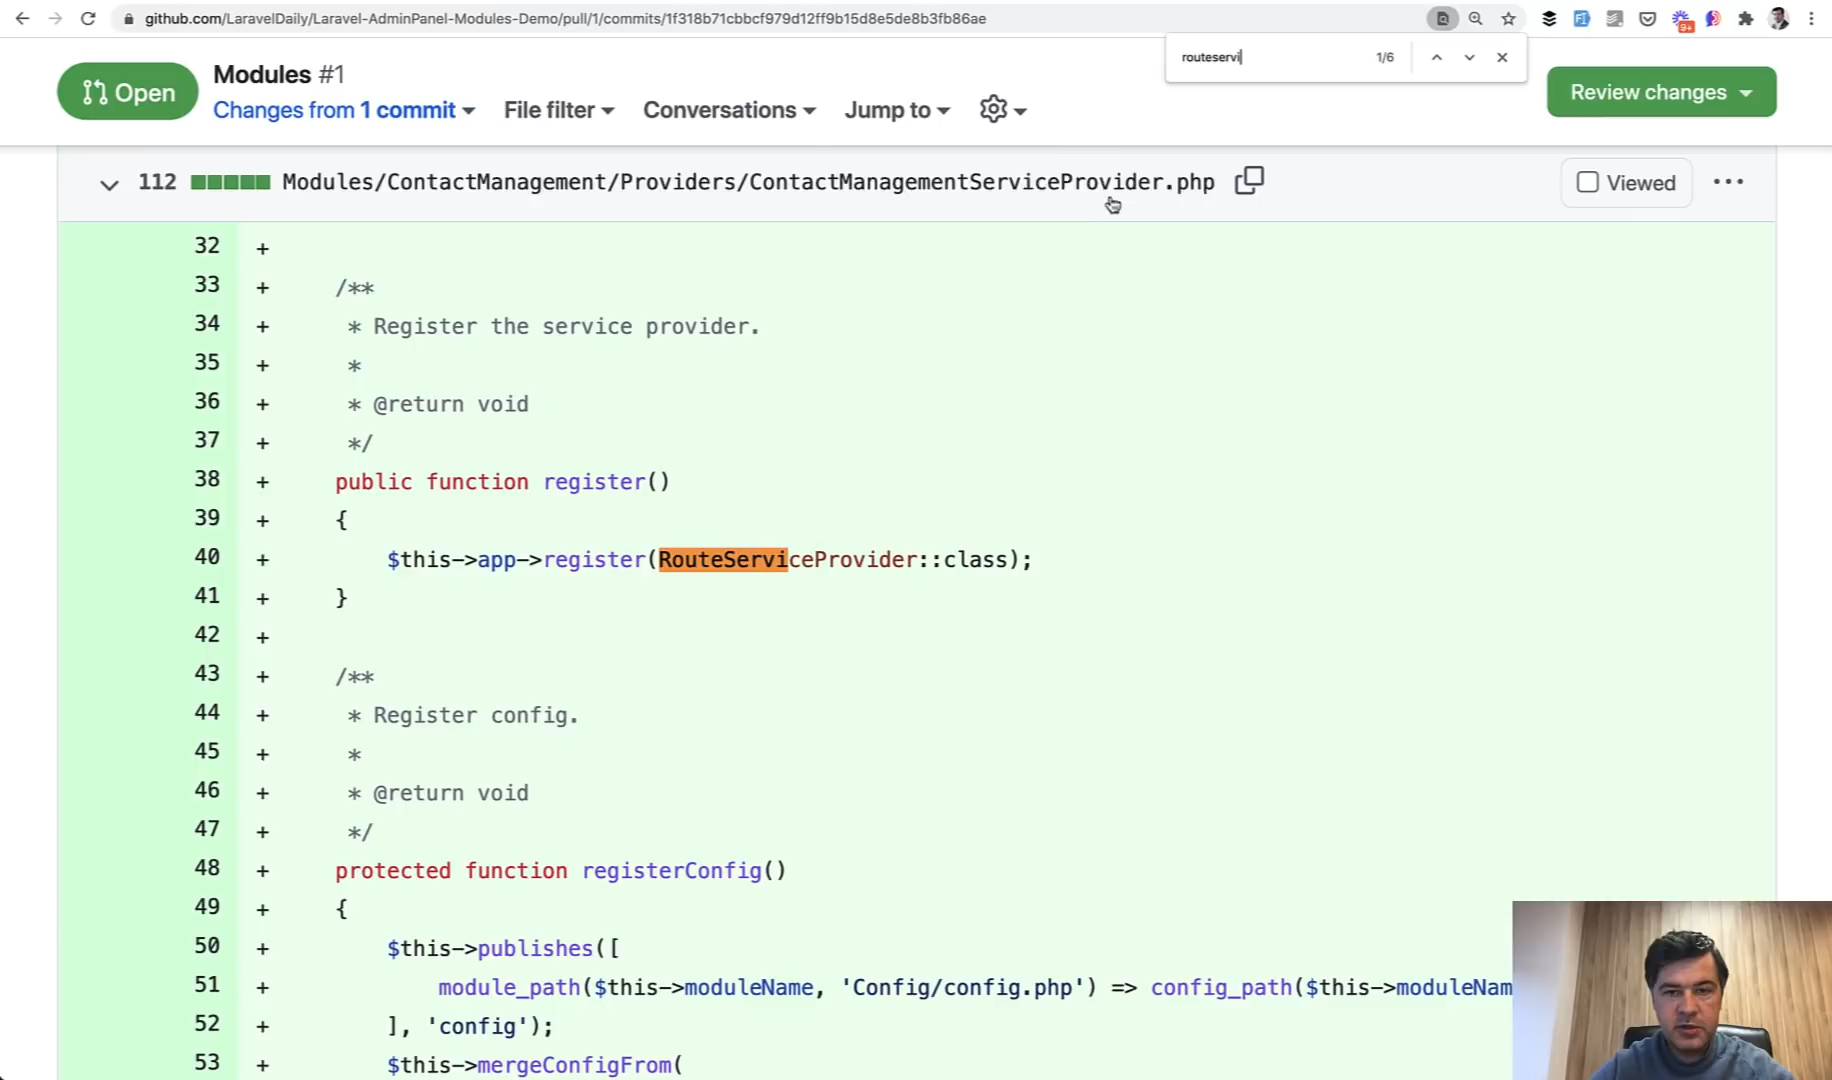 github.com/LaravelDaily/Laravel-AdminPanel-Modules-Demo/pull/1/commits/1f318b71cbbcf979d12ff9b15d8e5de8b3fb86ae
9+
routeservi 1/6
Open
Modules #1
Changes from 1 commit File filter Conversations Jump to
Review changes
112 Modules/ContactManagement/Providers/ContactManagementServiceProvider.php Viewed
32 +
33 + /**
34 + * Register the service provider.
35 + *
36 + * @return void
37 + */
38 + public function register()
39 + {
40 + $this->app->register(RouteServiceProvider::class);
41 + }
42 +
43 + /**
44 + * Register config.
45 + *
46 + * @return void
47 + */
48 + protected function registerConfig()
49 + {
50 + $this->publishes([
51 + module_path($this->moduleName, 'Config/config.php') => config_path($this->moduleNam
52 + ], 'config');
53 + $this->mergeConfigFrom(